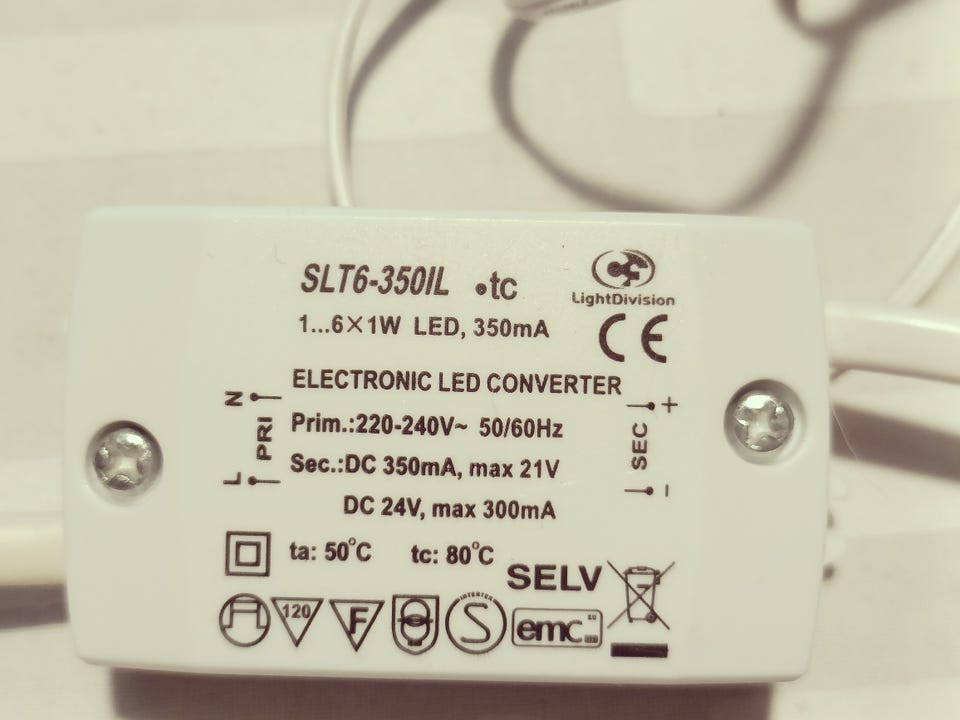 SLT6-350IL •tc
LightDivision
1...6×1W LED, 350mA
CE
ELECTRONIC LED CONVERTER
N
PRI
L
Prim.:220-240V~ 50/60Hz
Sec.:DC 350mA, max 21V
DC 24V, max 300mA
+
SEC
-
ta: 50°C tc: 80°C
SELV
120
F
INTERTEK
S
emc